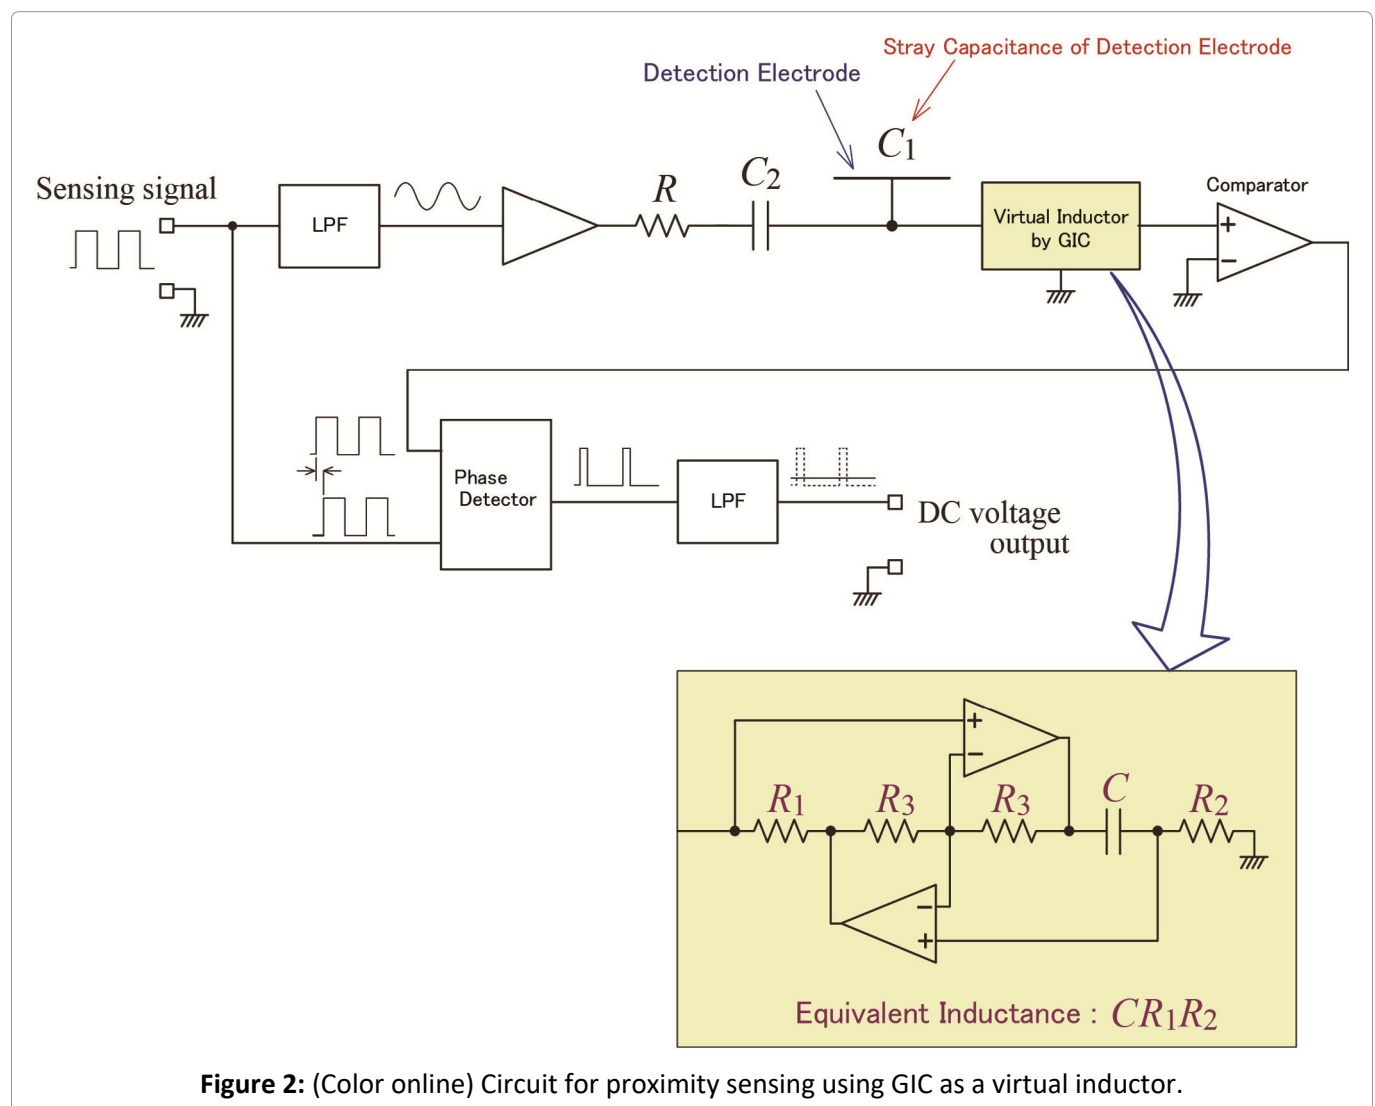 Stray Capacitance of Detection Electrode
Detection Electrode
C1
Sensing signal
LPF
R
C2
Virtual Inductor
by GIC
Comparator
+
−
Phase
Detector
LPF
DC voltage
output
+
−
R1
R3
R3
C
R2
−
+
Equivalent Inductance : CR1R2
Figure 2: (Color online) Circuit for proximity sensing using GIC as a virtual inductor.